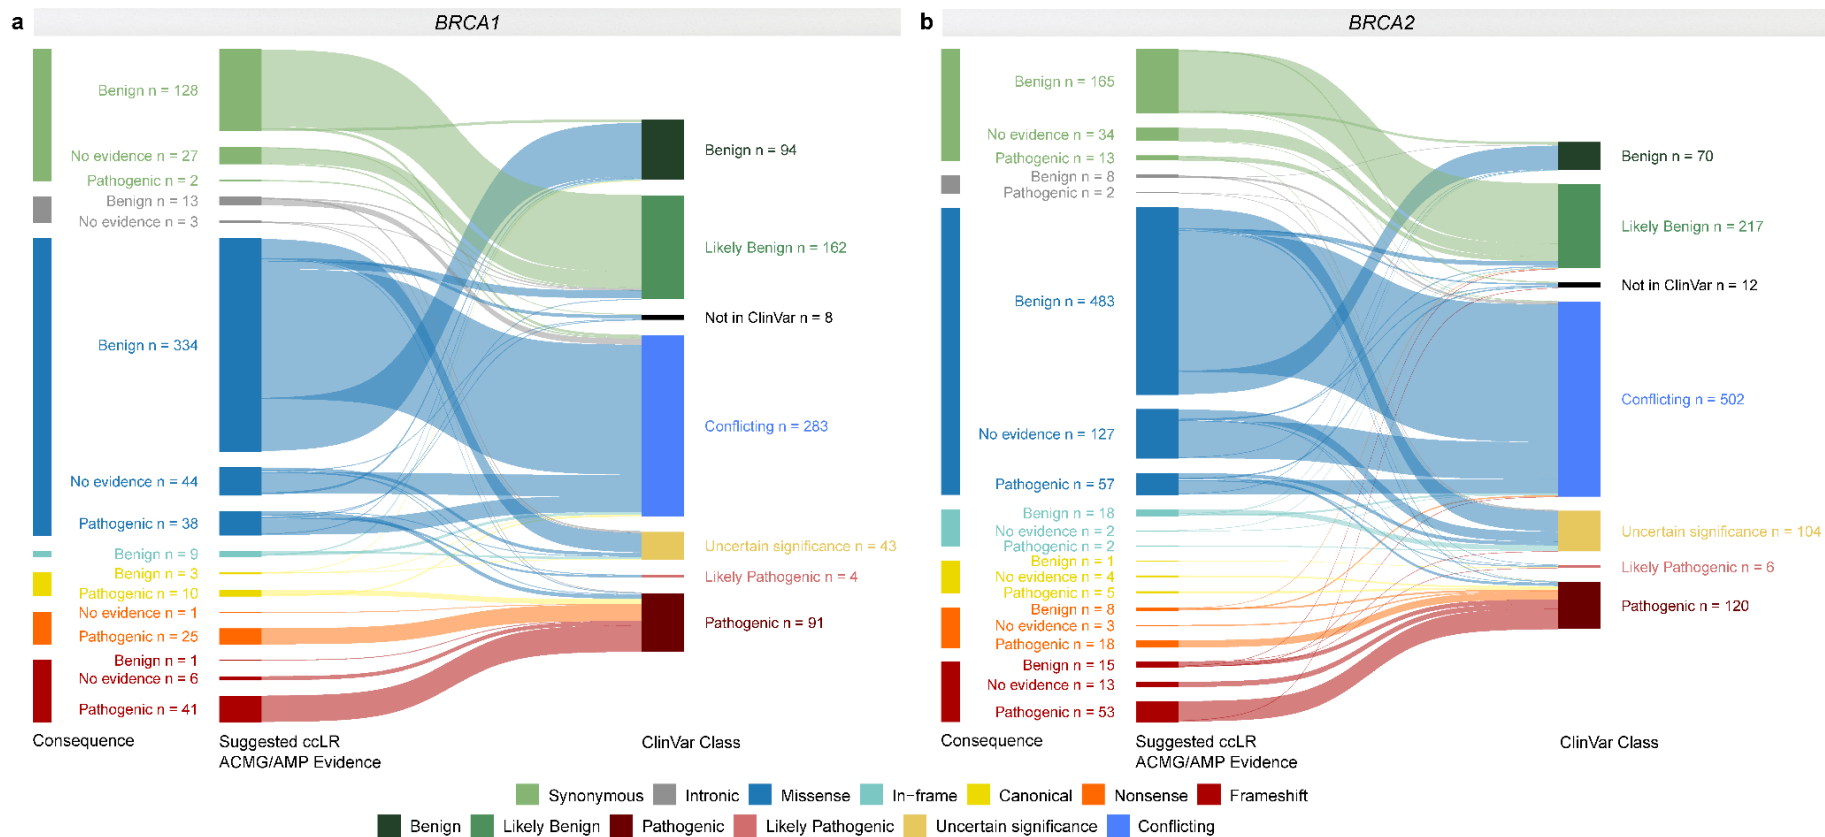 a
BRCA1
Benign n = 128
No evidence n = 27
Pathogenic n = 2
Benign n = 13
No evidence n = 3
Benign n = 334
No evidence n = 44
Pathogenic n = 38
Benign n = 9
Benign n = 3
Pathogenic n = 10
No evidence n = 1
Pathogenic n = 25
Benign n = 1
No evidence n = 6
Pathogenic n = 41
Benign n = 94
Likely Benign n = 162
Not in ClinVar n = 8
Conflicting n = 283
Uncertain significance n = 43
Likely Pathogenic n = 4
Pathogenic n = 91
Consequence
Suggested ccLR
ACMG/AMP Evidence
ClinVar Class
b
BRCA2
Benign n = 165
No evidence n = 34
Pathogenic n = 13
Benign n = 8
Pathogenic n = 2
Benign n = 483
No evidence n = 127
Pathogenic n = 57
Benign n = 18
No evidence n = 2
Pathogenic n = 2
Benign n = 1
No evidence n = 4
Pathogenic n = 5
Benign n = 8
No evidence n = 3
Pathogenic n = 18
Benign n = 15
No evidence n = 13
Pathogenic n = 53
Benign n = 70
Likely Benign n = 217
Not in ClinVar n = 12
Conflicting n = 502
Uncertain significance n = 104
Likely Pathogenic n = 6
Pathogenic n = 120
Consequence
Suggested ccLR
ACMG/AMP Evidence
ClinVar Class
Synonymous Intronic Missense In-frame Canonical Nonsense Frameshift
Benign Likely Benign Pathogenic Likely Pathogenic Uncertain significance Conflicting